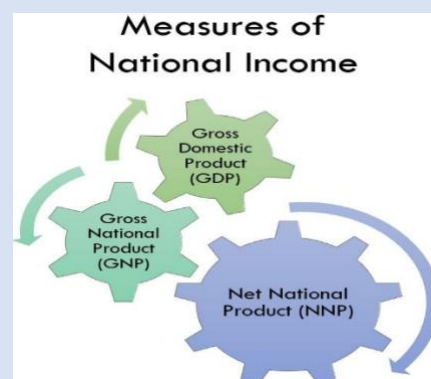 Measures of
National Income
Gross
Domestic
Product
(GDP)
Gross
National
Product
(GNP)
Net National
Product (NNP)